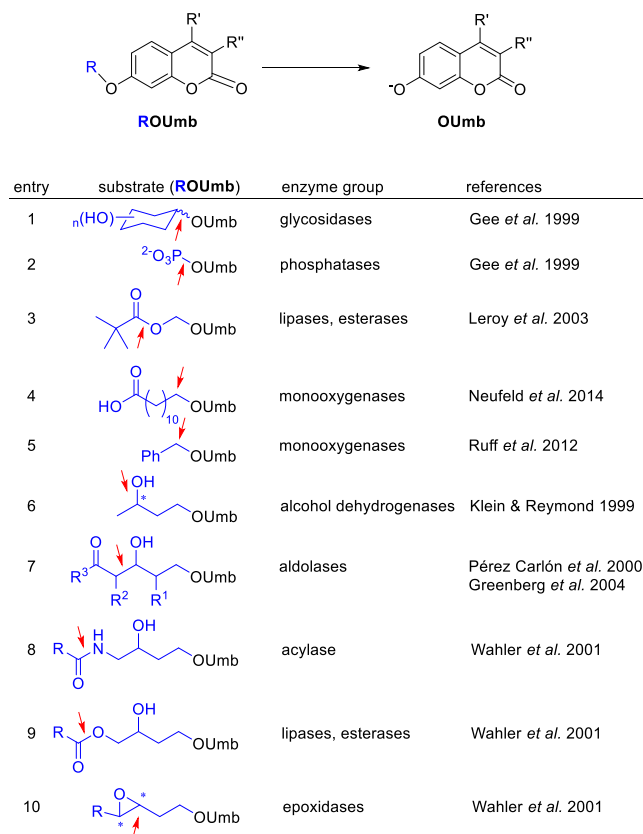 R' R''
R O O O
ROUmb
R' R''
-O O O
OUmb
entry substrate (ROUmb) enzyme group references
1 n(HO) OUmb glycosidases Gee et al. 1999
2 2-O3P OUmb phosphatases Gee et al. 1999
3 O O OUmb lipases, esterases Leroy et al. 2003
4 O HO 10 OUmb monooxygenases Neufeld et al. 2014
5 Ph OUmb monooxygenases Ruff et al. 2012
6 OH * OUmb alcohol dehydrogenases Klein & Reymond 1999
7 O OH R3 R2 R1 OUmb aldolases Pérez Carlón et al. 2000
Greenberg et al. 2004
8 R O H N OH OUmb acylase Wahler et al. 2001
9 R O O OH OUmb lipases, esterases Wahler et al. 2001
10 O * R * OUmb epoxidases Wahler et al. 2001